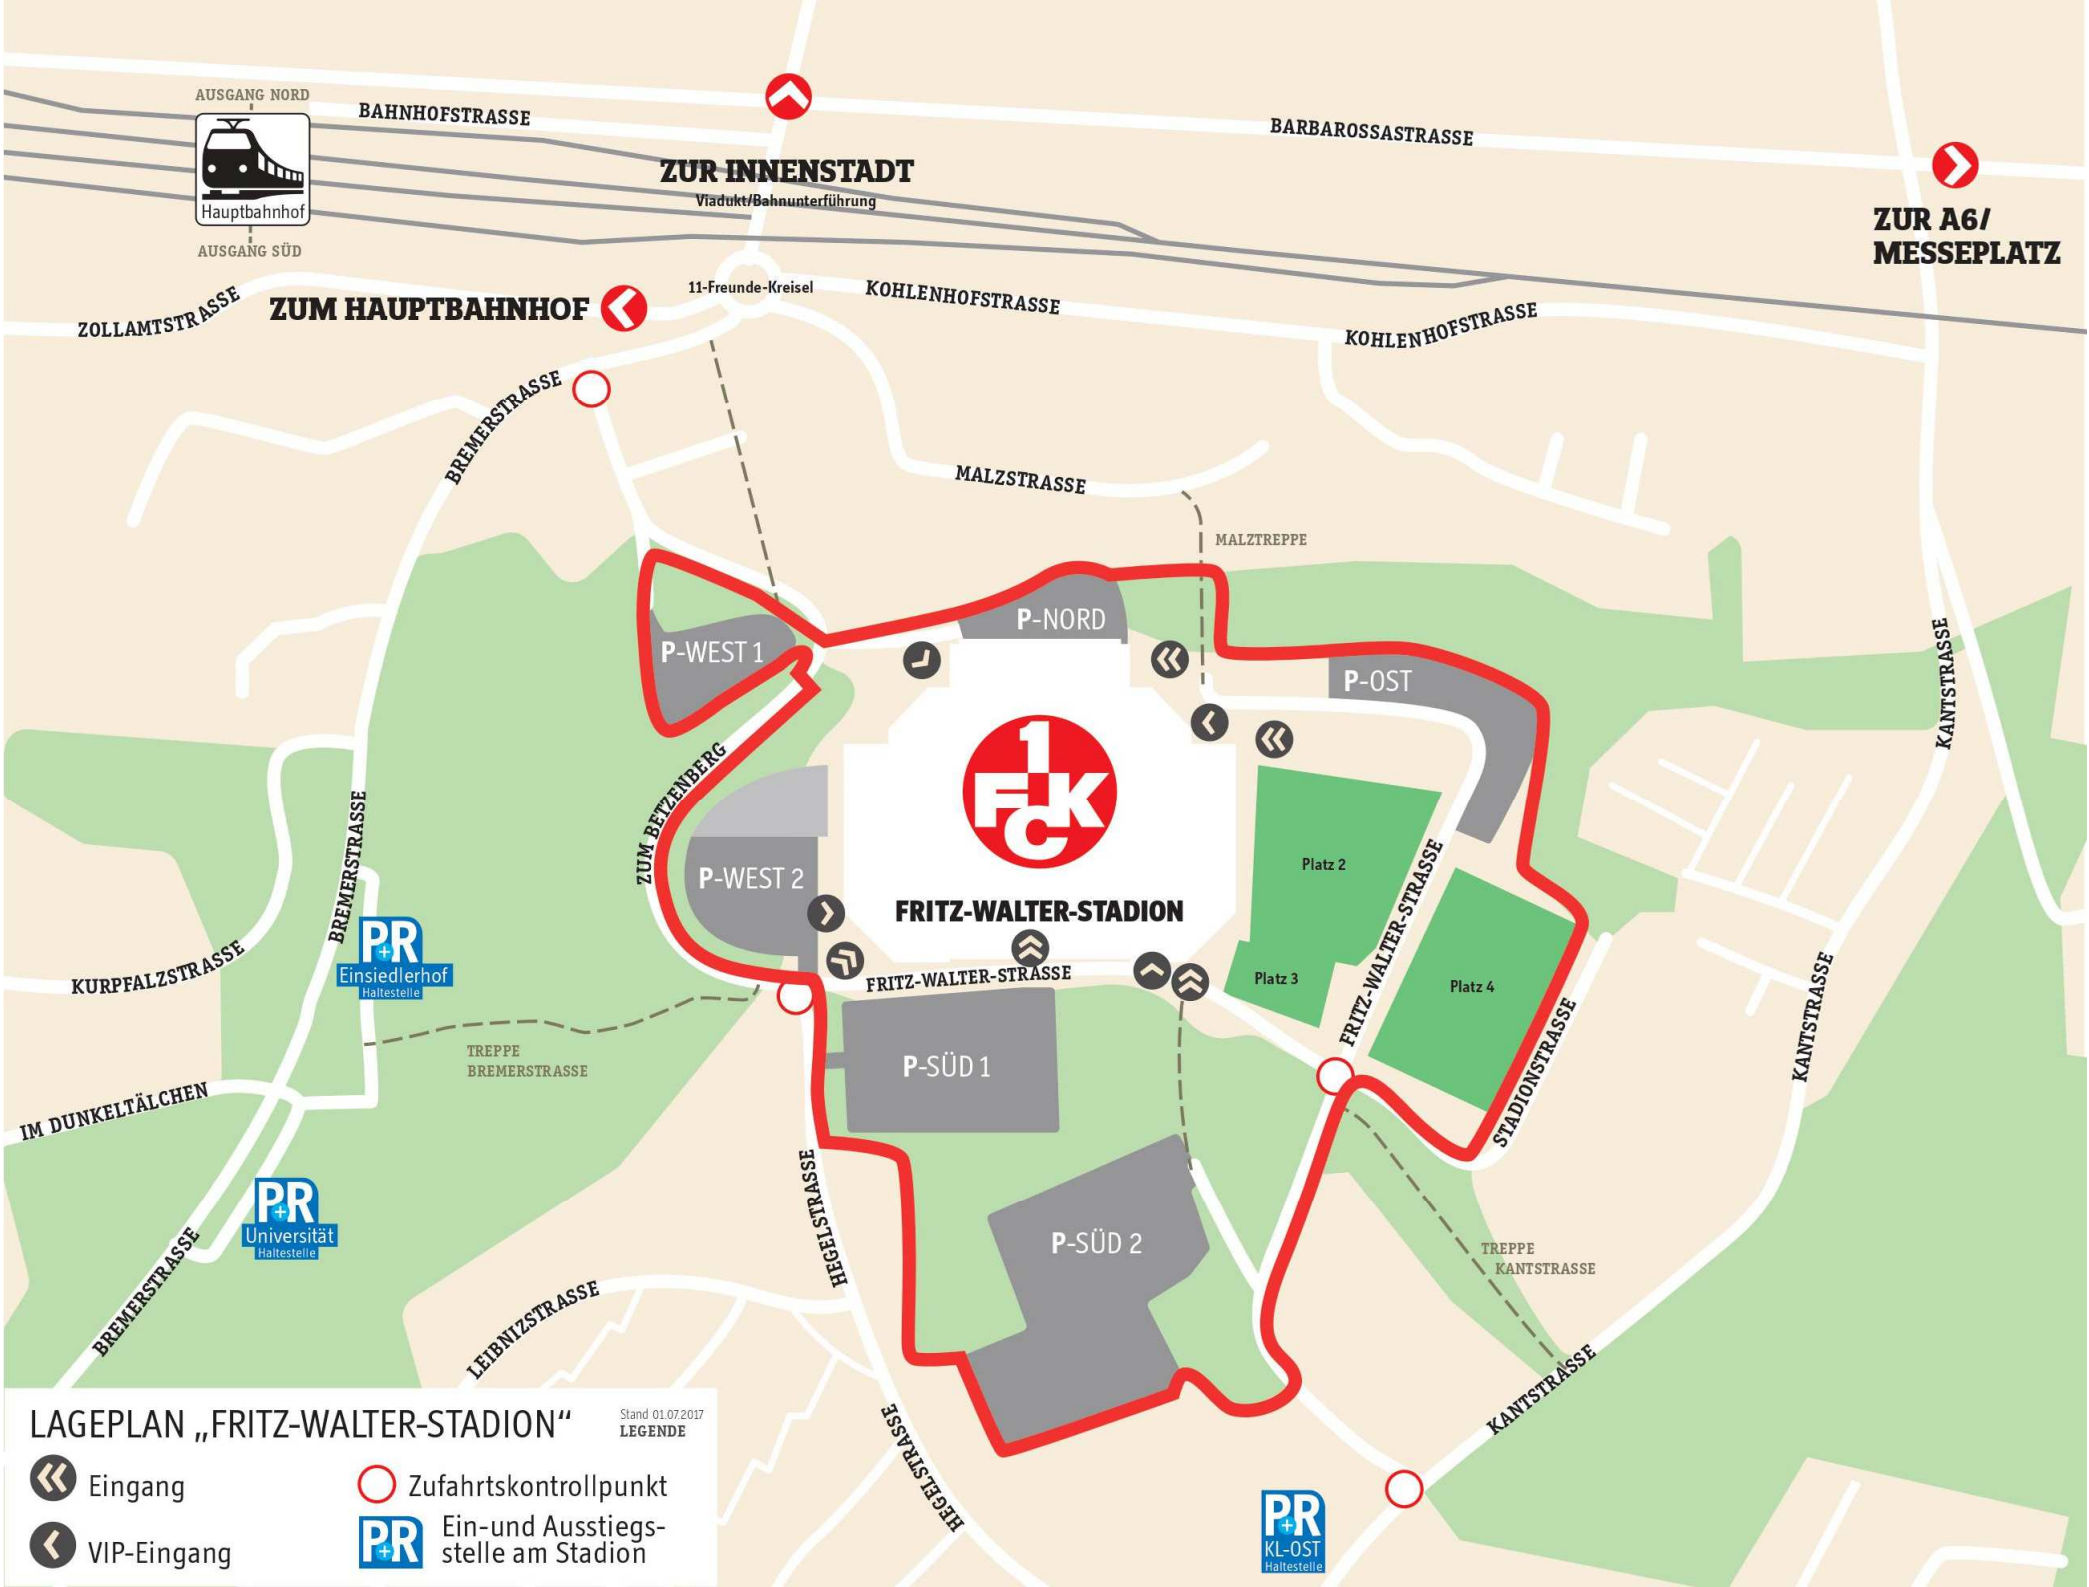 AUSGANG NORD
BAHNHOFSTRASSE
BARBAROSSASTRASSE
Hauptbahnhof
AUSGANG SÜD
ZUR INNENSTADT
Viadukt/Bahnunterführung
ZUR A6/
MESSEPLATZ
ZOLLAMTSTRASSE
ZUM HAUPTBAHNHOF
11-Freunde-Kreisel
KOHLENHOFSTRASSE
KOHLENHOFSTRASSE
BREMERSTRASSE
MALZSTRASSE
MALZTREPPE
P-NORD
P-WEST 1
P-OST
KANTSTRASSE
1
FCK
ZUM BETZENBERG
BREMERSTRASSE
P-WEST 2
FRITZ-WALTER-STADION
Platz 2
FRITZ-WALTER-STRASSE
P+R
Einsiedlerhof
Haltestelle
KURPFALZSTRASSE
FRITZ-WALTER-STRASSE
Platz 3
Platz 4
KANTSTRASSE
TREPPE
BREMERSTRASSE
P-SÜD 1
STADIONSTRASSE
IM DUNKELTÄLCHEN
HEGELSTRASSE
P+R
Universität
Haltestelle
P-SÜD 2
TREPPE
KANTSTRASSE
BREMERSTRASSE
LEIBNIZSTRASSE
KANTSTRASSE
HEGELSTRASSE
P+R
KL-OST
Haltestelle
LAGEPLAN „FRITZ-WALTER-STADION“
Stand 01.07.2017
LEGENDE
Eingang
Zufahrtskontrollpunkt
VIP-Eingang
P+R
Ein-und Ausstiegs-
stelle am Stadion